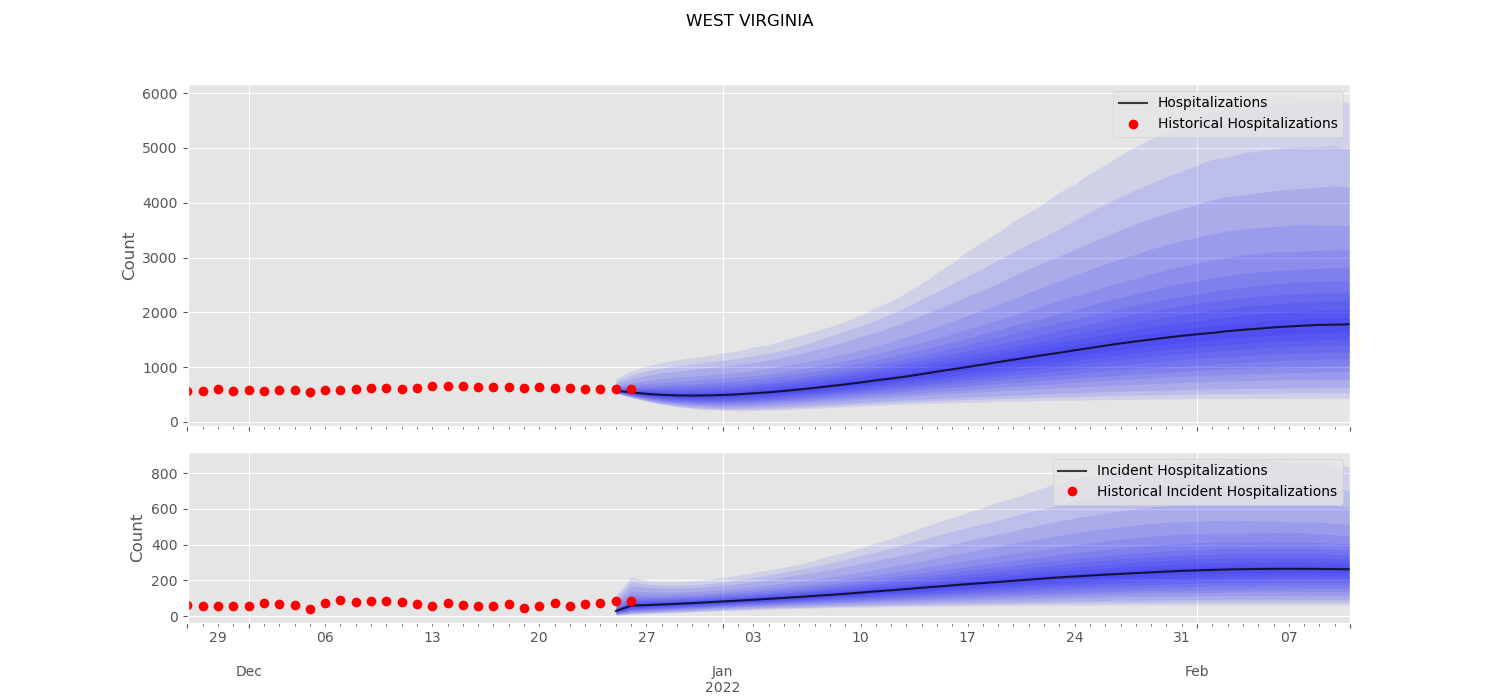 WEST VIRGINIA
6000
5000
4000
3000
2000
1000
0
Count
Hospitalizations
Historical Hospitalizations
800
600
400
200
0
Count
Incident Hospitalizations
Historical Incident Hospitalizations
29 06 13 20 27 03 10 17 24 31 07
Dec Jan Feb
2022